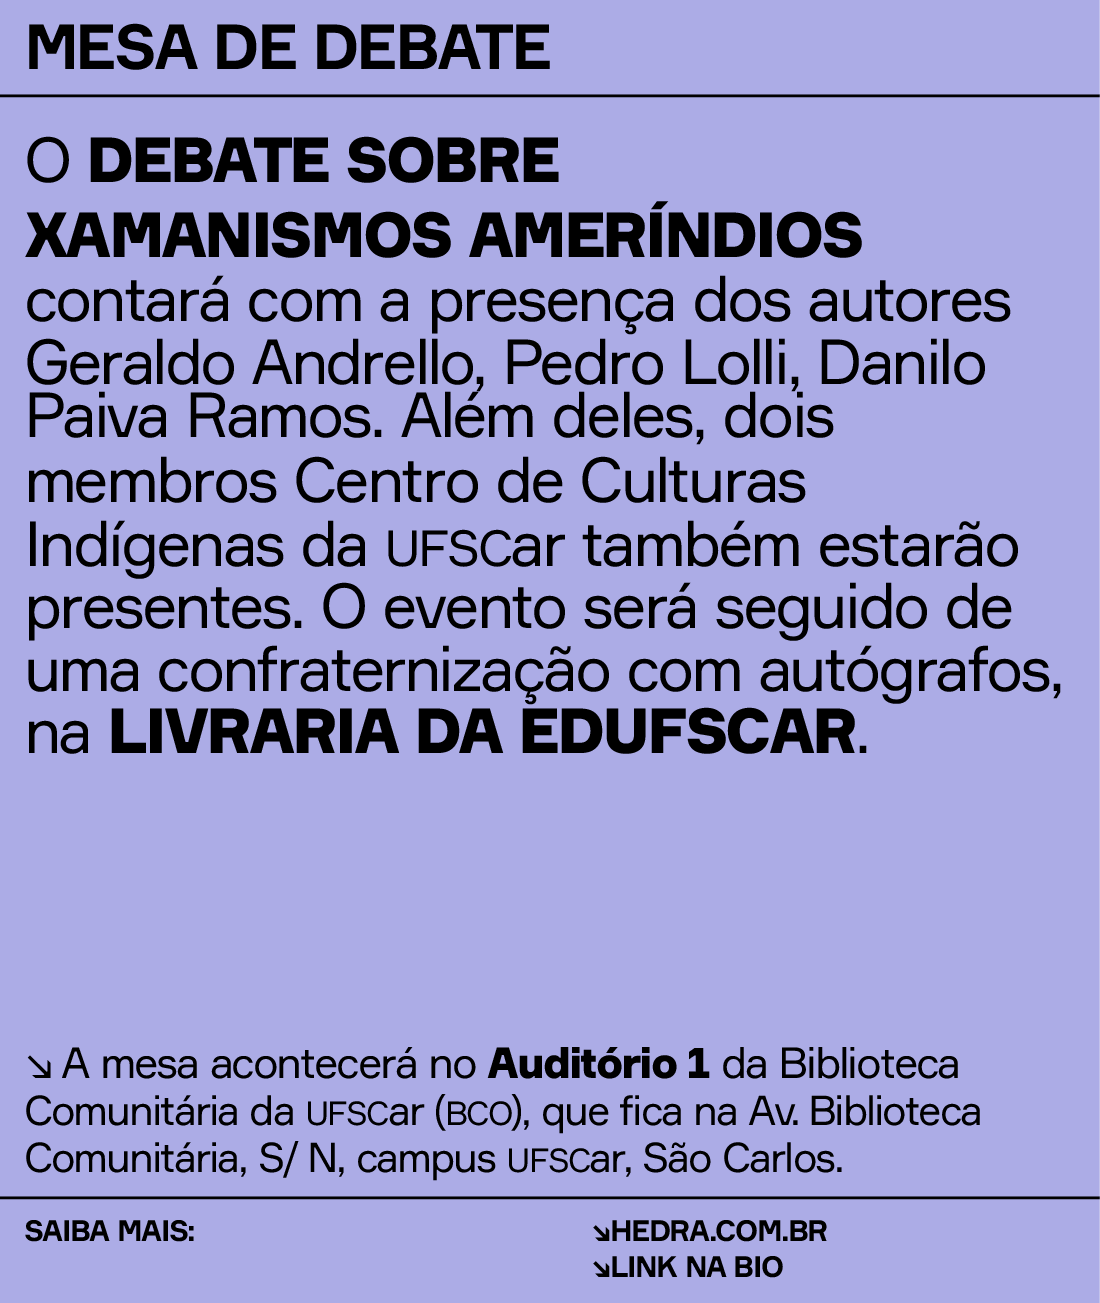 MESA DE DEBATE
O DEBATE SOBRE
XAMANISMOS AMERÍNDIOS
contará com a presença dos autores
Geraldo Andrello, Pedro Lolli, Danilo
Paiva Ramos. Além deles, dois
membros Centro de Culturas
Indígenas da UFSCar também estarão
presentes. O evento será seguido de
uma confraternização com autógrafos,
na LIVRARIA DA EDUFSCAR.
↘ A mesa acontecerá no Auditório 1 da Biblioteca
Comunitária da UFSCar (BCO), que fica na Av. Biblioteca
Comunitária, S/ N, campus UFSCar, São Carlos.
SAIBA MAIS:
↘HEDRA.COM.BR
↘LINK NA BIO